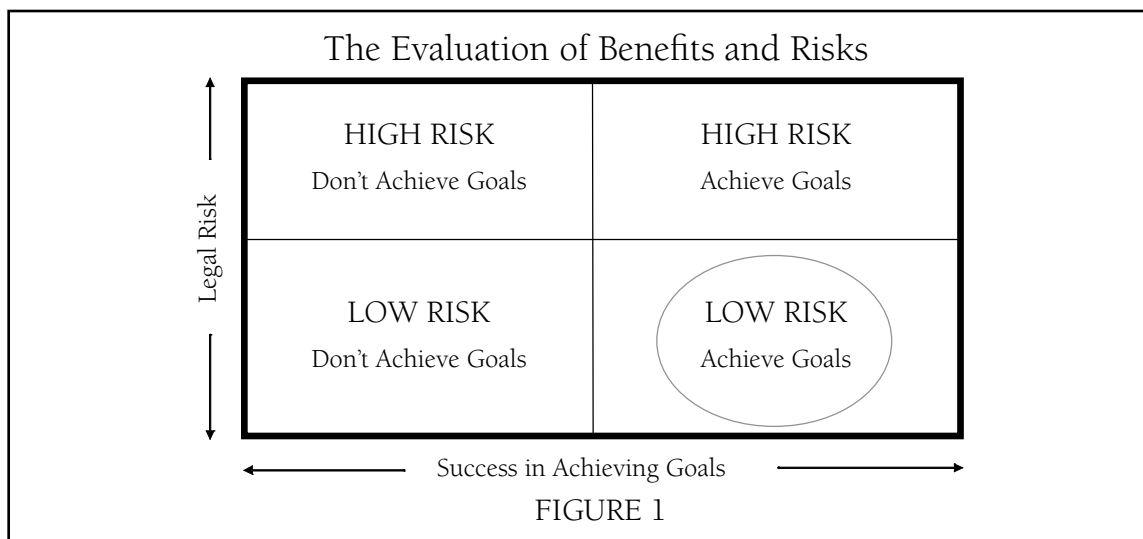 The Evaluation of Benefits and Risks
HIGH RISK
Don't Achieve Goals
HIGH RISK
Achieve Goals
Legal Risk
LOW RISK
Don't Achieve Goals
LOW RISK
Achieve Goals
Success in Achieving Goals
FIGURE 1